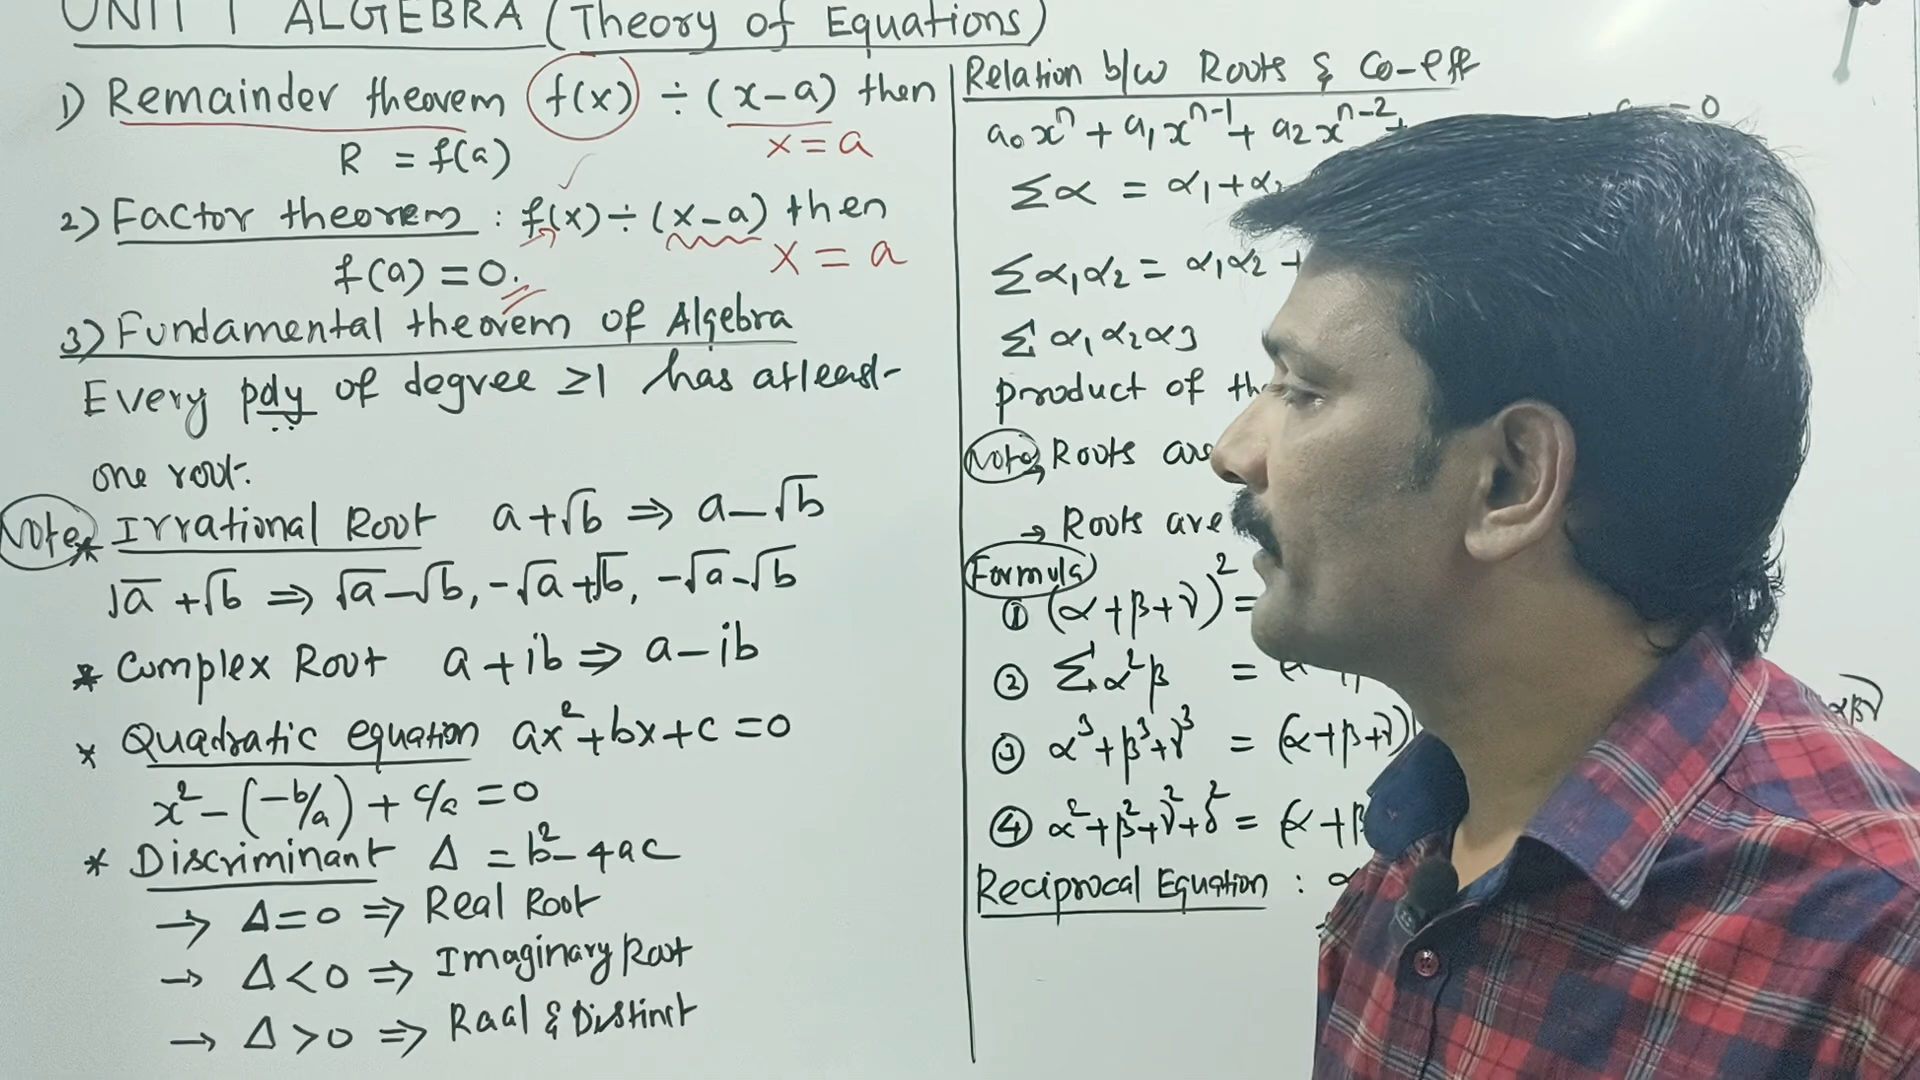 UNIT 1 ALGEBRA (Theory of Equations)
1) Remainder theorem f(x) ÷ (x-a) then
x = a
R = f(a)
2) Factor theorem : f(x) ÷ (x-a) then
x = a
f(a) = 0.
3) Fundamental theorem of Algebra
Every poly of degree ≥1 has atleast
one root.
Note * Irrational Root a+√b ⇒ a-√b
√a+√b ⇒ √a-√b, -√a+√b, -√a-√b
* Complex Root a+ib ⇒ a-ib
* Quadratic equation ax²+bx+c=0
x²-(-b/a)+c/a=0
* Discriminant Δ = b²-4ac
→ Δ=0 ⇒ Real Root
→ Δ<0 ⇒ Imaginary Root
→ Δ>0 ⇒ Raal & Distinct
Relation b/w Roots & Co-eff
a₀xⁿ + a₁xⁿ⁻¹ + a₂xⁿ⁻² + = 0
Σα = α₁+α₂
Σα₁α₂ = α₁α₂ +
Σα₁α₂α₃
product of
Note → Roots are
→ Roots are
Formula
① (α+β+γ)² =
② Σα²β =
③ α³+β³+γ³ = (α+β+γ)
④ α²+β²+γ²+δ² = (α+β
Reciprocal Equation : α
αβγ